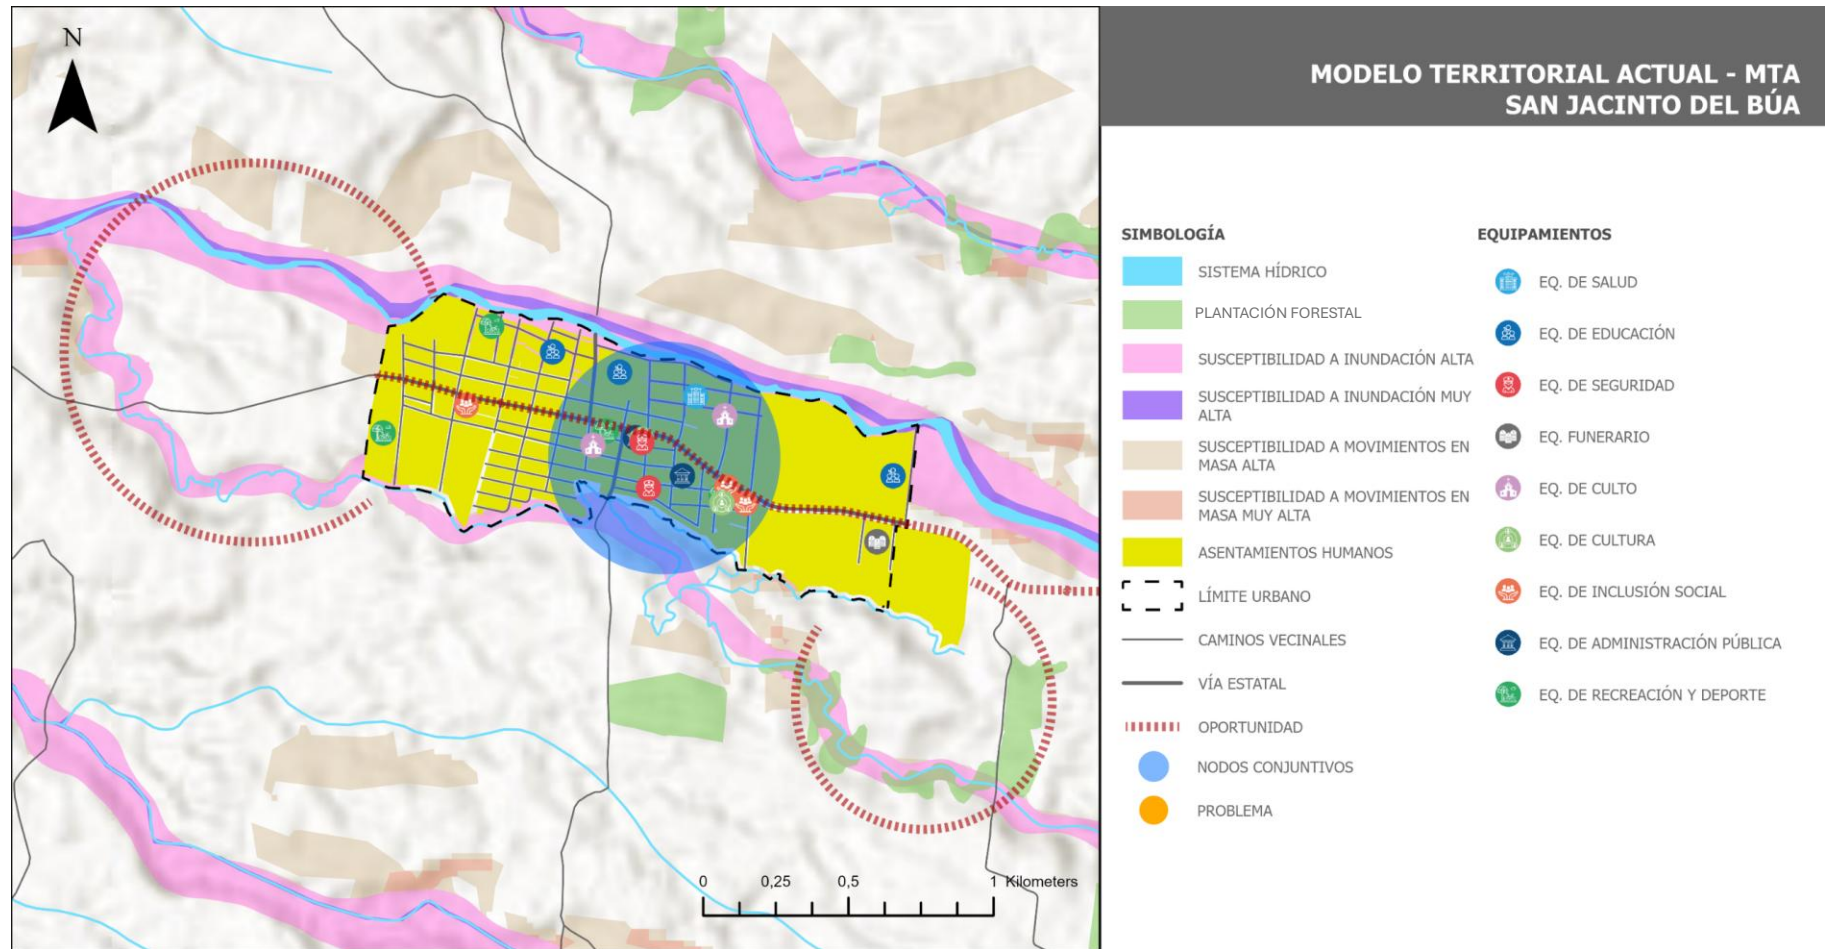 N
0
0,25
0,5
1 Kilometers
MODELO TERRITORIAL ACTUAL - MTA
SAN JACINTO DEL BÚA
SIMBOLOGÍA
SISTEMA HÍDRICO
PLANTACIÓN FORESTAL
SUSCEPTIBILIDAD A INUNDACIÓN ALTA
SUSCEPTIBILIDAD A INUNDACIÓN MUY
ALTA
SUSCEPTIBILIDAD A MOVIMIENTOS EN
MASA ALTA
SUSCEPTIBILIDAD A MOVIMIENTOS EN
MASA MUY ALTA
ASENTAMIENTOS HUMANOS
LÍMITE URBANO
CAMINOS VECINALES
VÍA ESTATAL
OPORTUNIDAD
NODOS CONJUNTIVOS
PROBLEMA
EQUIPAMIENTOS
EQ. DE SALUD
EQ. DE EDUCACIÓN
EQ. DE SEGURIDAD
EQ. FUNERARIO
EQ. DE CULTO
EQ. DE CULTURA
EQ. DE INCLUSIÓN SOCIAL
EQ. DE ADMINISTRACIÓN PÚBLICA
EQ. DE RECREACIÓN Y DEPORTE